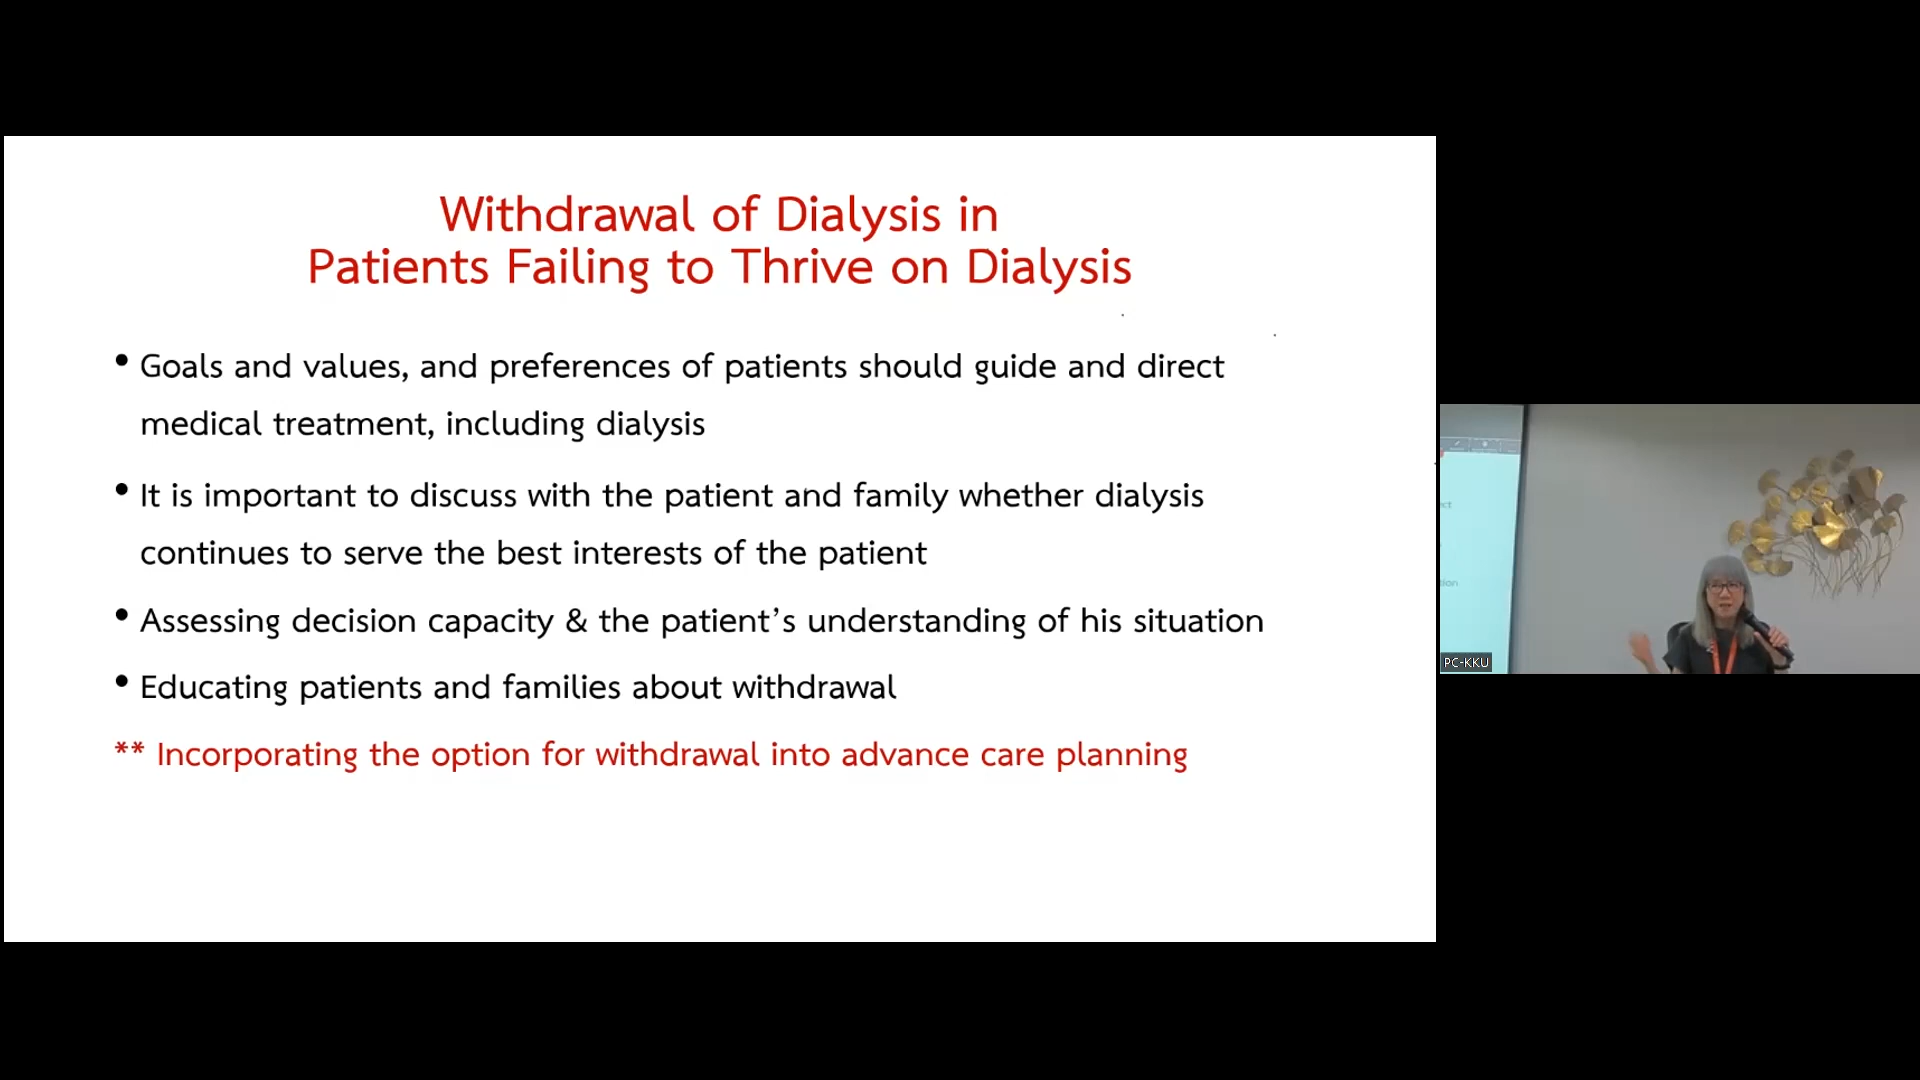 Withdrawal of Dialysis in
Patients Failing to Thrive on Dialysis
• Goals and values, and preferences of patients should guide and direct
medical treatment, including dialysis
• It is important to discuss with the patient and family whether dialysis
continues to serve the best interests of the patient
• Assessing decision capacity & the patient’s understanding of his situation
• Educating patients and families about withdrawal
** Incorporating the option for withdrawal into advance care planning
PC-KKU